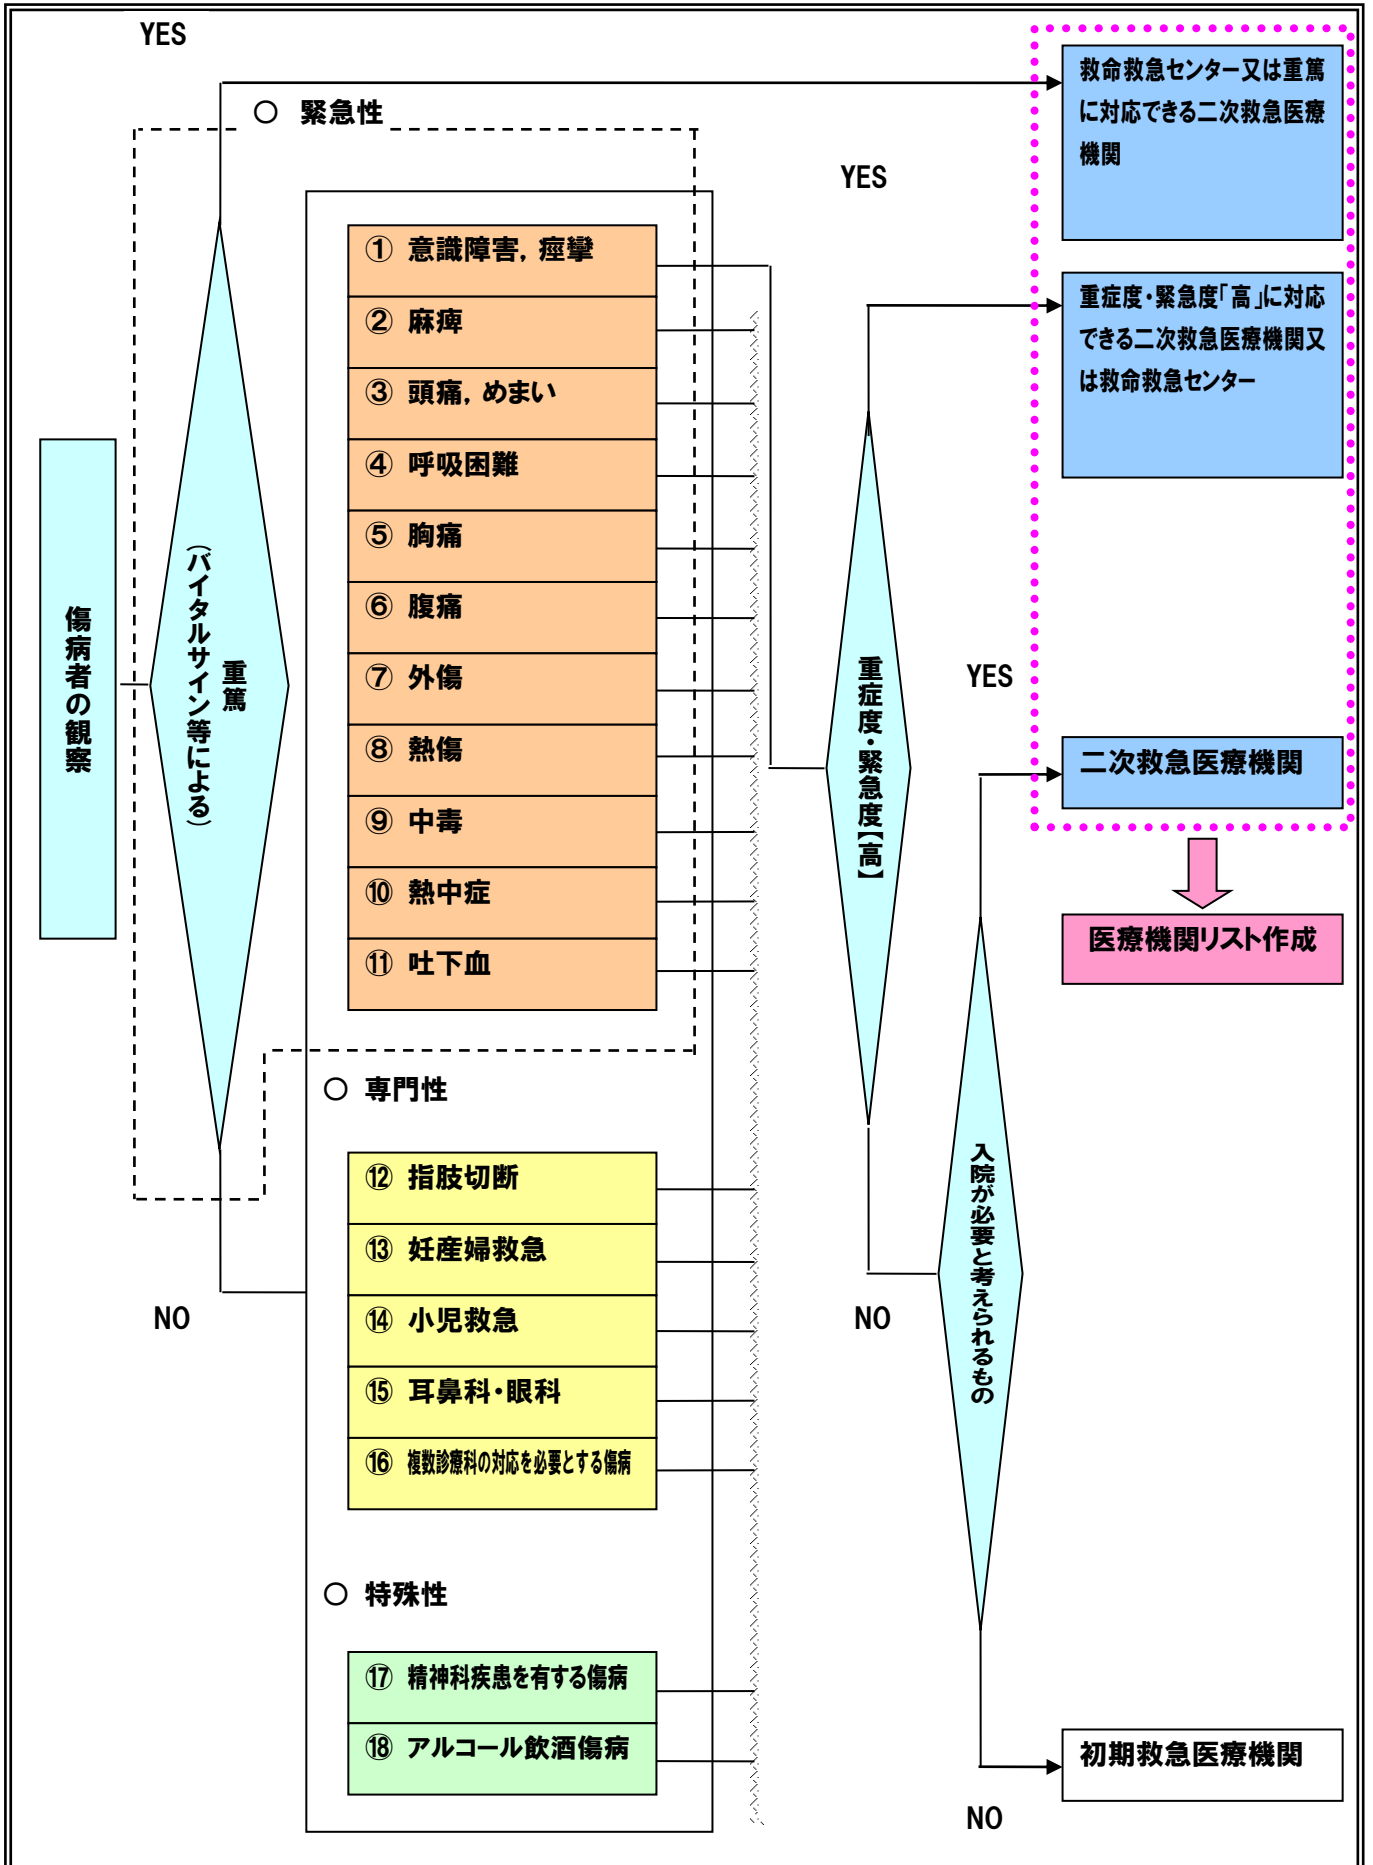 YES
救命救急センター又は重篤
に対応できる二次救急医療
機関
○ 緊急性
YES
① 意識障害，痙攣
重症度・緊急度「高」に対応
できる二次救急医療機関又
は救命救急センター
② 麻痺
③ 頭痛，めまい
④ 呼吸困難
⑤ 胸痛
⑥ 腹痛
⑦ 外傷
⑧ 熱傷
⑨ 中毒
⑩ 熱中症
⑪ 吐下血
傷病者の観察
重篤
（バイタルサイン等による）
重症度・緊急度【高】
YES
二次救急医療機関
医療機関リスト作成
○ 専門性
⑫ 指肢切断
⑬ 妊産婦救急
⑭ 小児救急
⑮ 耳鼻科・眼科
⑯ 複数診療科の対応を必要とする傷病
NO
NO
入院が必要と考えられるもの
○ 特殊性
⑰ 精神科疾患を有する傷病
⑱ アルコール飲酒傷病
初期救急医療機関
NO